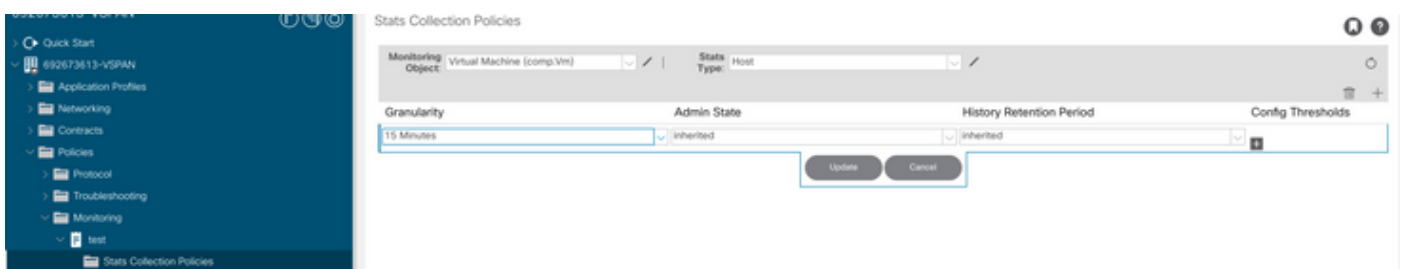 Stats Collection Policies
Quick Start
692673613-VSPAN
Application Profiles
Networking
Contracts
Policies
Protocol
Troubleshooting
Monitoring
test
Stats Collection Policies
Monitoring Object: Virtual Machine (comp.Vm) Stats Type: Host
Granularity Admin State History Retention Period Config Thresholds
15 Minutes inherited inherited
Update Cancel